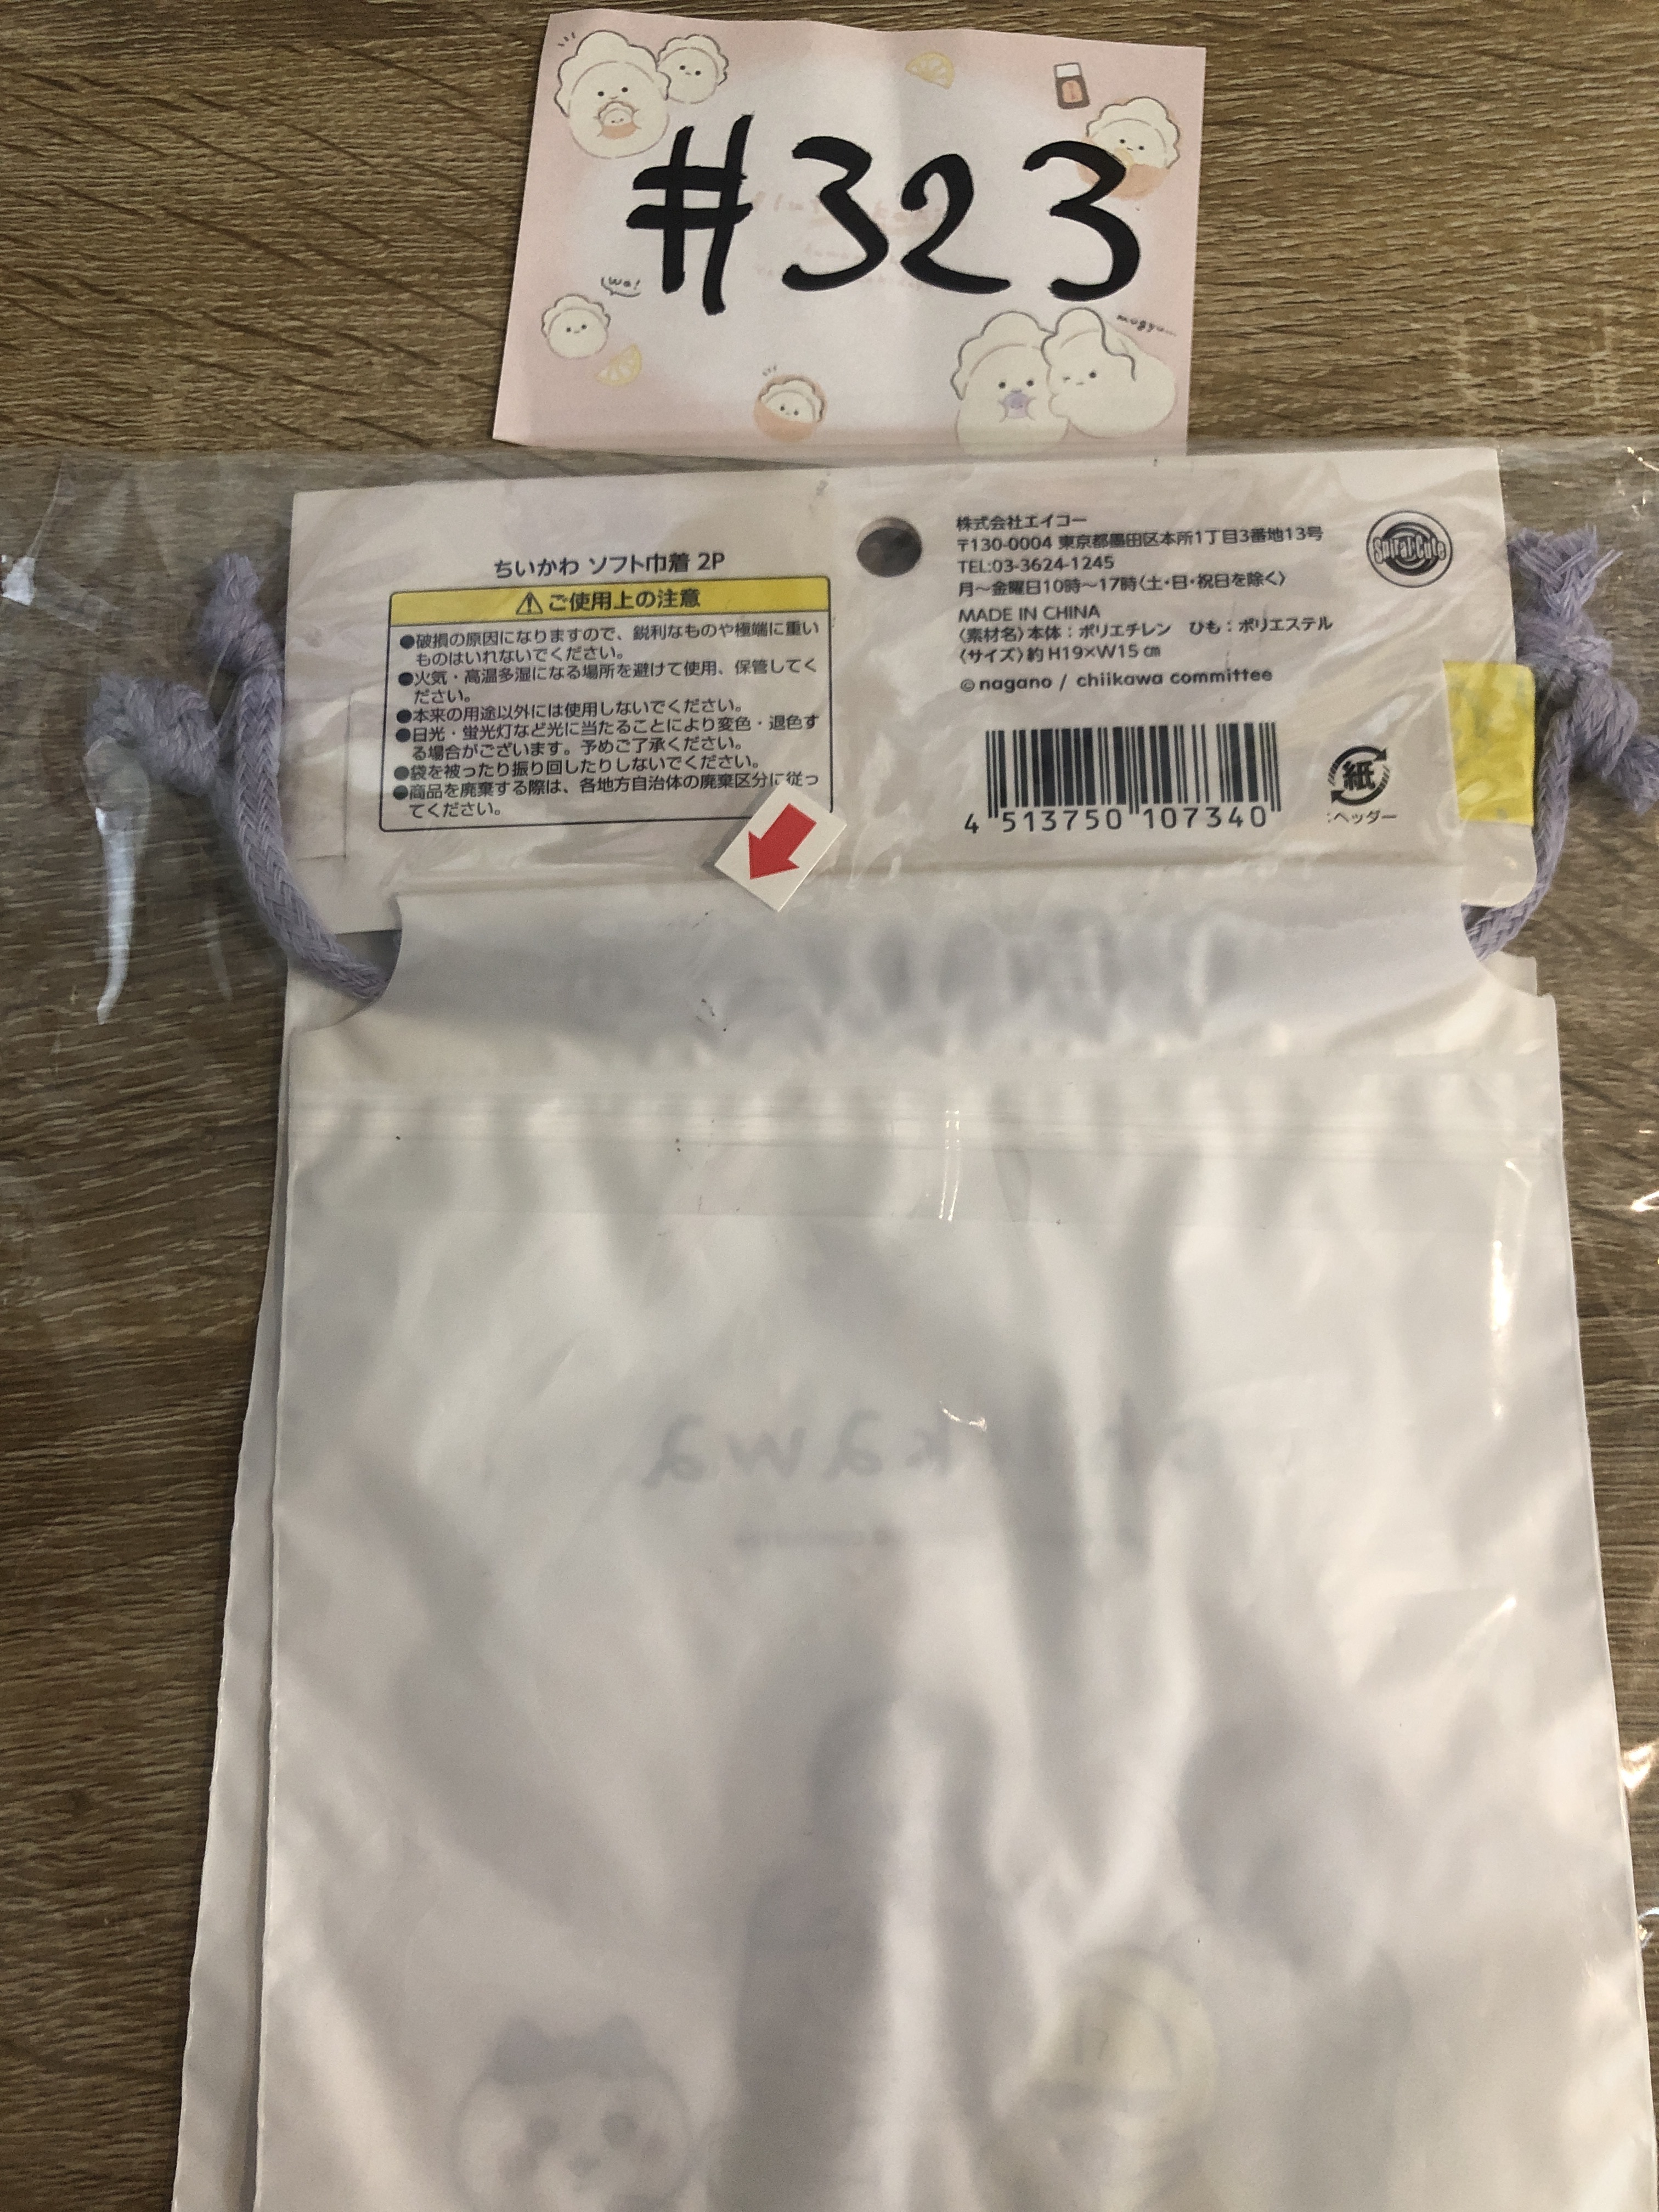 #323
wa!
mugyu
ちいかわ ソフト巾着 2P
⚠ご使用上の注意
●破損の原因になりますので、鋭利なものや極端に重い
ものはいれないでください。
●火気・高温多湿になる場所を避けて使用、保管してく
ださい。
●本来の用途以外には使用しないでください。
●日光・蛍光灯など光に当たることにより変色・退色す
る場合がございます。予めご了承ください。
●袋を被ったり振り回したりしないでください。
●商品を廃棄する際は、各地方自治体の廃棄区分に従っ
てください。
株式会社エイコー
〒130-0004 東京都墨田区本所1丁目3番地13号
TEL:03-3624-1245
月〜金曜日10時〜17時(土・日・祝日を除く)
MADE IN CHINA
〈素材名〉本体：ポリエチレン ひも：ポリエステル
〈サイズ〉約H19×W15㎝
©nagano / chiikawa committee
Spiral Cute
4 513750 107340
紙
:ヘッダー
kawa